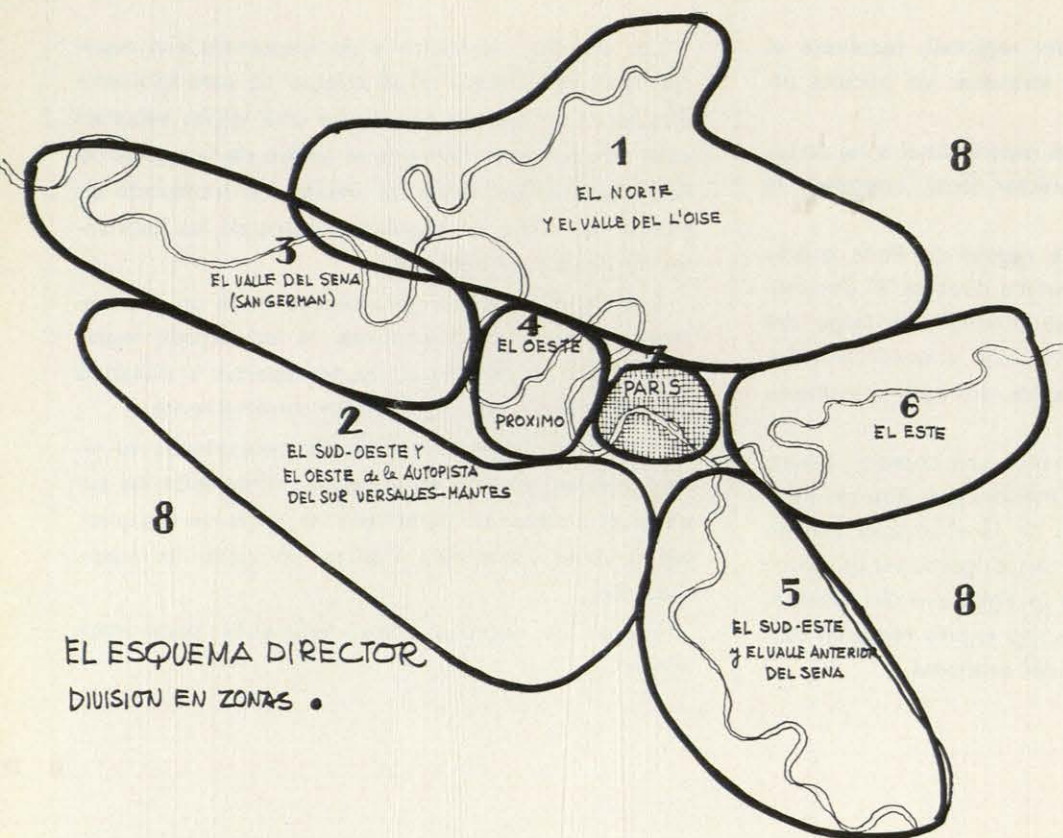 1
EL NORTE
Y EL VALLE DEL L'OISE
8
3
EL VALLE DEL SENA
(SAN GERMAN)
4
EL OESTE
PROXIMO
7
PARIS
6
EL ESTE
2
EL SUD-OESTE Y
EL OESTE de la AUTOPISTA
DEL SUR VERSALLES-MANTES
8
5
EL SUD-ESTE
y EL VALLE ANTERIOR
DEL SENA
8
EL ESQUEMA DIRECTOR
DIVISION EN ZONAS •